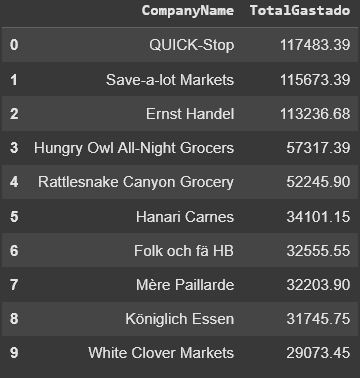 CompanyName TotalGastado
0 QUICK-Stop 117483.39
1 Save-a-lot Markets 115673.39
2 Ernst Handel 113236.68
3 Hungry Owl All-Night Grocers 57317.39
4 Rattlesnake Canyon Grocery 52245.90
5 Hanari Carnes 34101.15
6 Folk och fä HB 32555.55
7 Mère Paillarde 32203.90
8 Königlich Essen 31745.75
9 White Clover Markets 29073.45